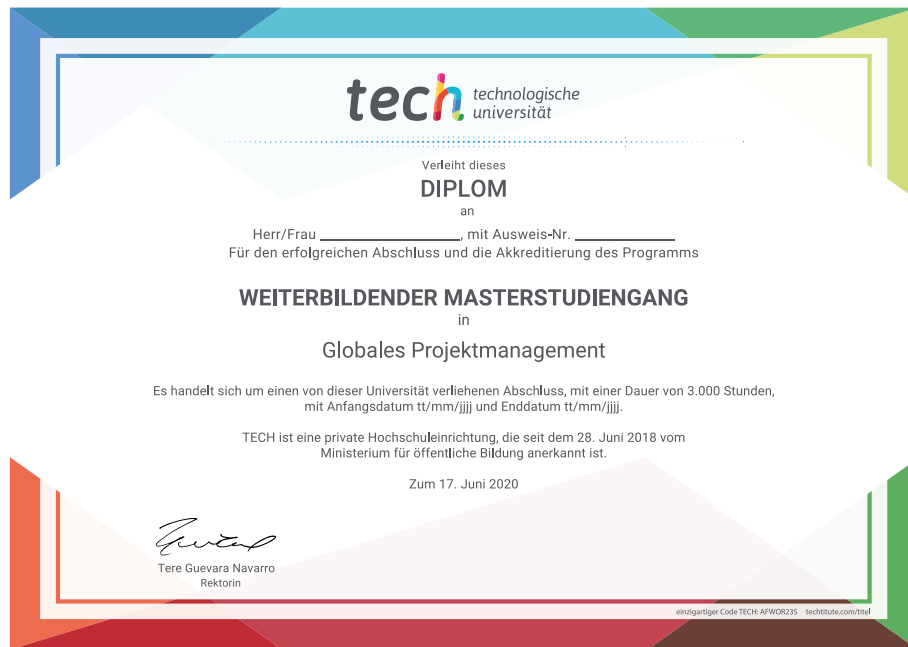 tech technologische
universität
Verleiht dieses
DIPLOM
an
Herr/Frau ____________________, mit Ausweis-Nr. ______________
Für den erfolgreichen Abschluss und die Akkreditierung des Programms
WEITERBILDENDER MASTERSTUDIENGANG
in
Globales Projektmanagement
Es handelt sich um einen von dieser Universität verliehenen Abschluss, mit einer Dauer von 3.000 Stunden,
mit Anfangsdatum tt/mm/jjjj und Enddatum tt/mm/jjjj.
TECH ist eine private Hochschuleinrichtung, die seit dem 28. Juni 2018 vom
Ministerium für öffentliche Bildung anerkannt ist.
Zum 17. Juni 2020
Tere Guevara Navarro
Rektorin
einzigartiger Code TECH: AFWOR23S techtitute.com/titel